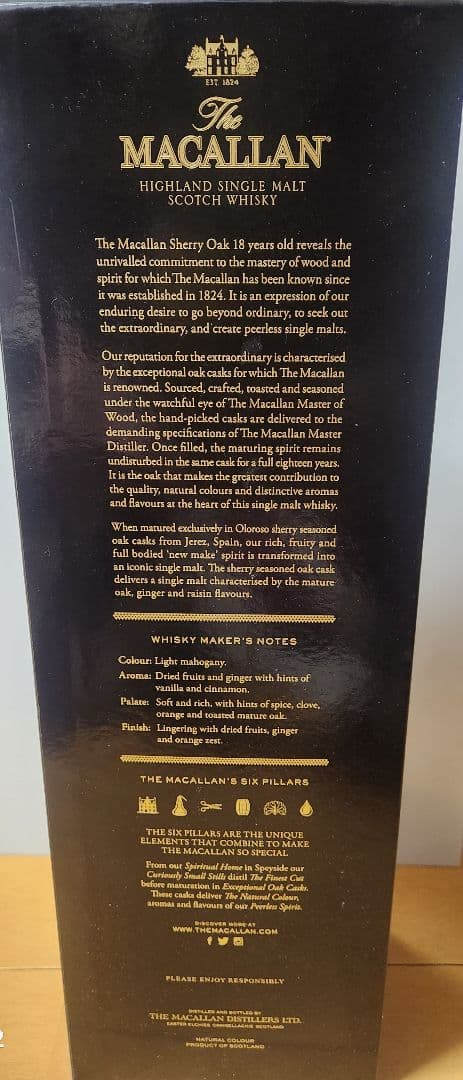 EST. 1824
The
MACALLAN
HIGHLAND SINGLE MALT
SCOTCH WHISKY
The Macallan Sherry Oak 18 years old reveals the
unrivalled commitment to the mastery of wood and
spirit for which The Macallan has been known since
it was established in 1824. It is an expression of our
enduring desire to go beyond ordinary, to seek out
the extraordinary, and create peerless single malts.
Our reputation for the extraordinary is characterised
by the exceptional oak casks for which The Macallan
is renowned. Sourced, crafted, toasted and seasoned
under the watchful eye of The Macallan Master of
Wood, the hand-picked casks are delivered to the
demanding specifications of The Macallan Master
Distiller. Once filled, the maturing spirit remains
undisturbed in the same cask for a full eighteen years.
It is the oak that makes the greatest contribution to
the quality, natural colours and distinctive aromas
and flavours at the heart of this single malt whisky.
When matured exclusively in Oloroso sherry seasoned
oak casks from Jerez, Spain, our rich, fruity and
full bodied 'new make' spirit is transformed into
an iconic single malt. The sherry seasoned oak cask
delivers a single malt characterised by the mature
oak, ginger and raisin flavours.
WHISKY MAKER'S NOTES
Colour: Light mahogany.
Aroma: Dried fruits and ginger with hints of
vanilla and cinnamon.
Palate: Soft and rich, with hints of spice, clove,
orange and toasted mature oak.
Finish: Lingering with dried fruits, ginger
and orange zest.
THE MACALLAN'S SIX PILLARS
THE SIX PILLARS ARE THE UNIQUE
ELEMENTS THAT COMBINE TO MAKE
THE MACALLAN SO SPECIAL
From our Spiritual Home in Speyside our
Curiously Small Stills distil The Finest Cut
before maturation in Exceptional Oak Casks.
These casks deliver The Natural Colour,
aromas and flavours of our Peerless Spirit.
DISCOVER MORE AT
WWW.THEMACALLAN.COM
PLEASE ENJOY RESPONSIBLY
DISTILLED AND BOTTLED BY
THE MACALLAN DISTILLERS LTD.
EASTER ELCHIES CRAIGELLACHIE SCOTLAND
NATURAL COLOUR
PRODUCT OF SCOTLAND